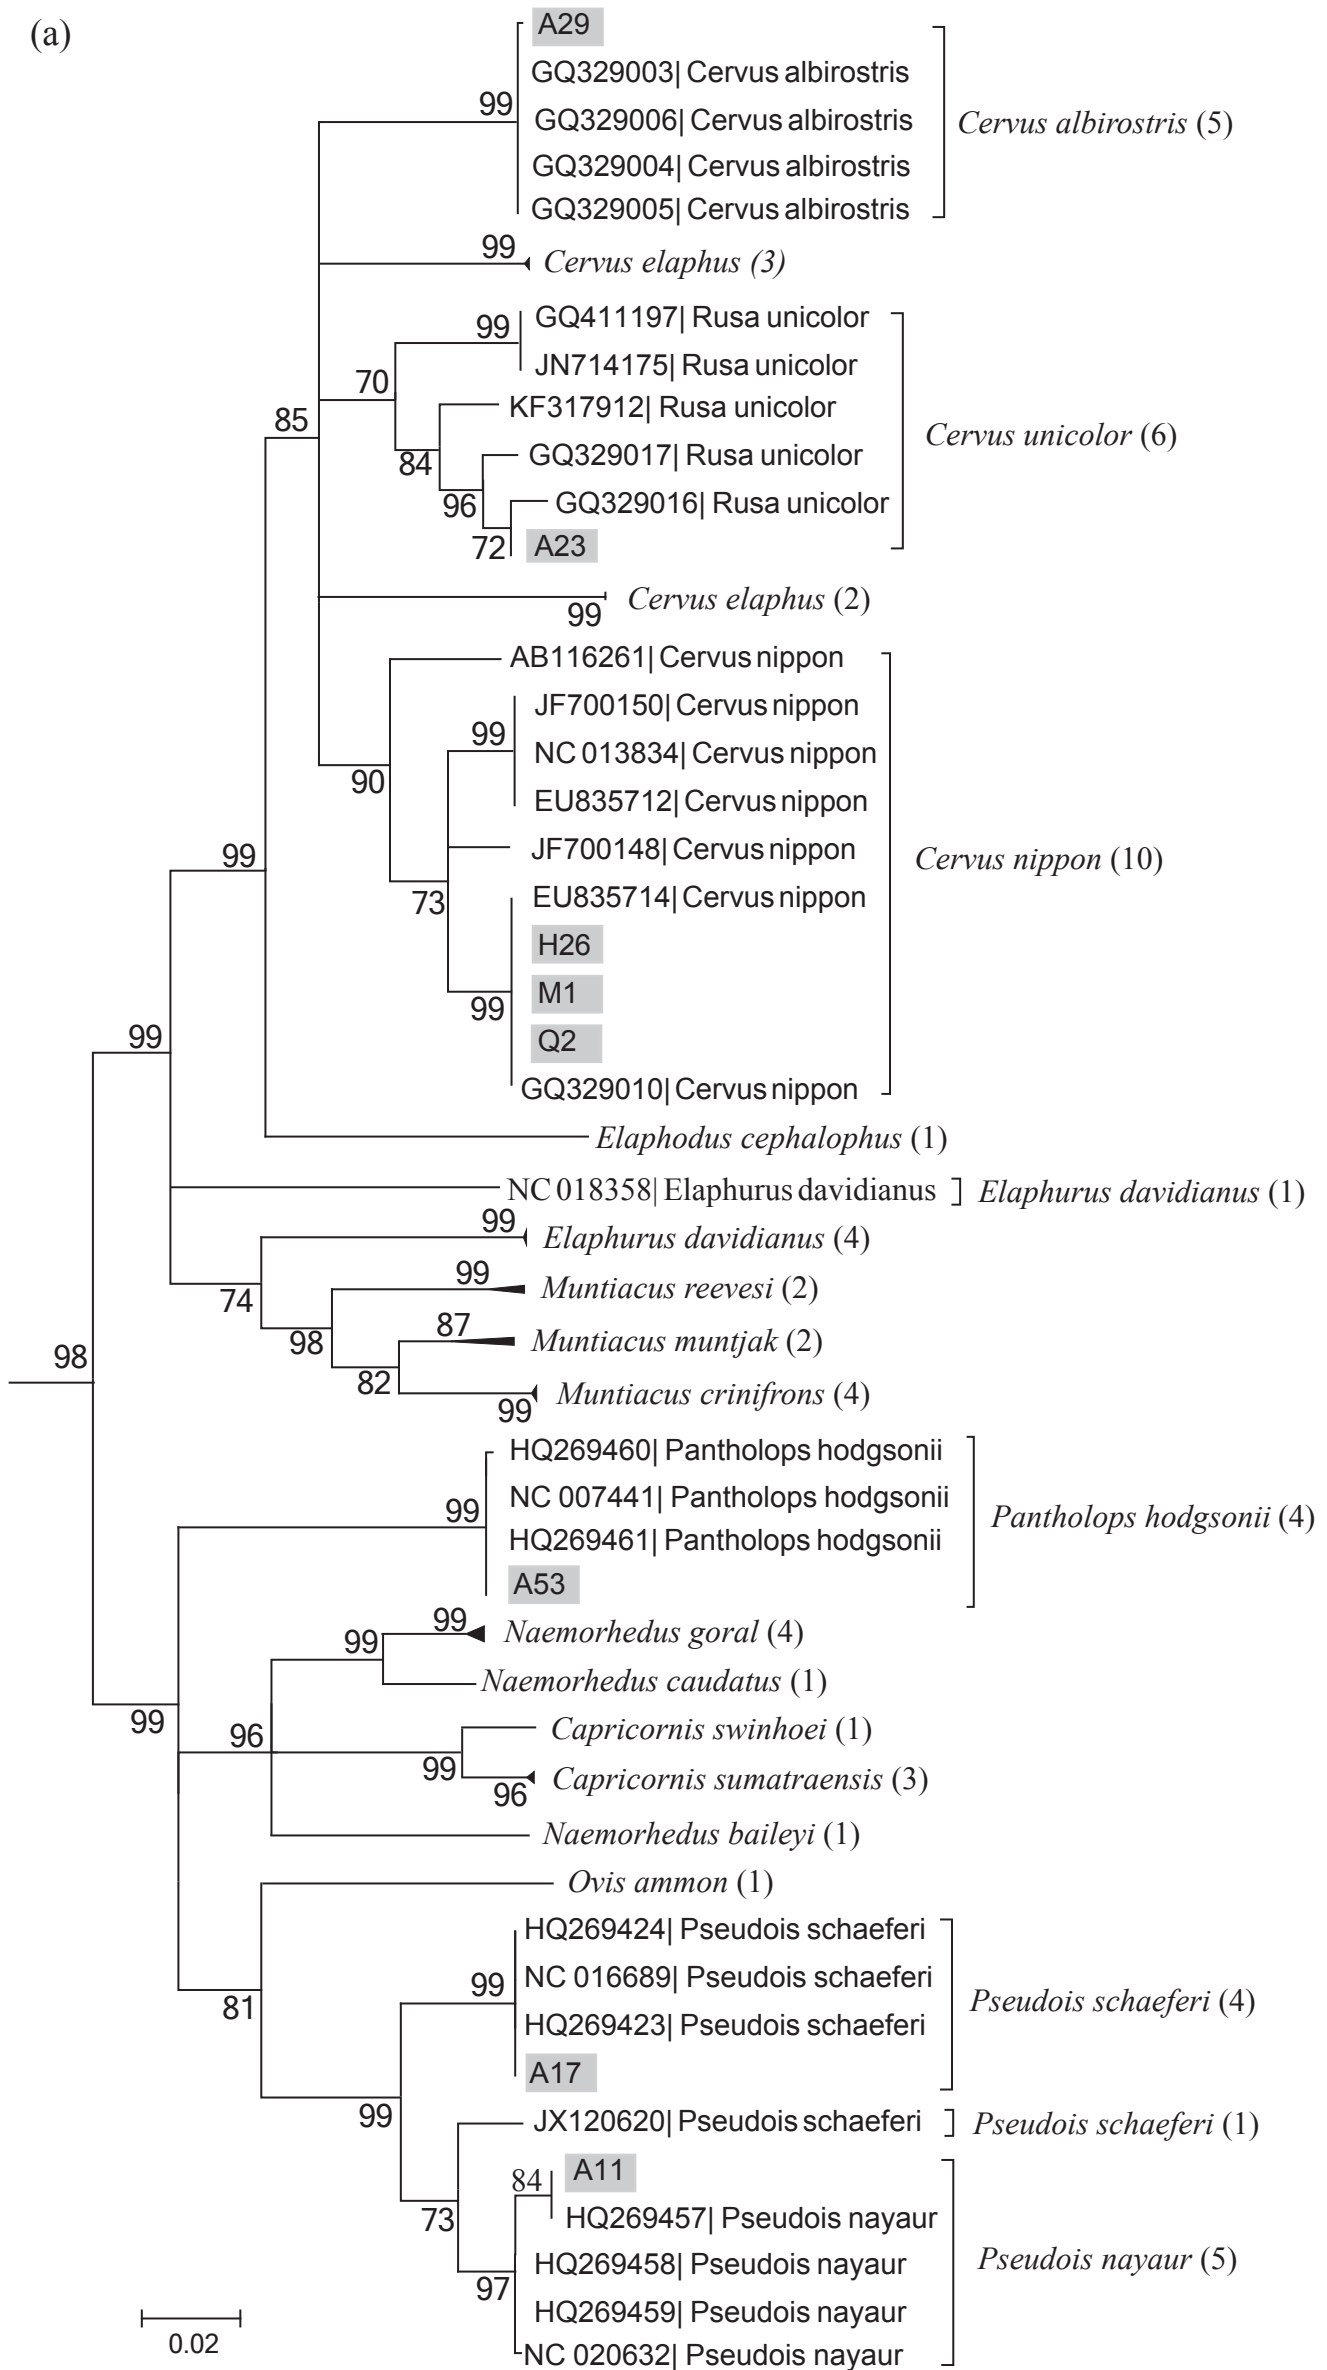 (a)
A29
99
GQ329003| Cervus albirostris
GQ329006| Cervus albirostris
Cervus albirostris (5)
GQ329004| Cervus albirostris
GQ329005| Cervus albirostris
99
Cervus elaphus (3)
GQ411197| Rusa unicolor
99
JN714175| Rusa unicolor
70
KF317912| Rusa unicolor
85
Cervus unicolor (6)
GQ329017| Rusa unicolor
84
GQ329016| Rusa unicolor
96
72
A23
Cervus elaphus (2)
99
AB116261| Cervus nippon
JF700150| Cervus nippon
99
NC 013834| Cervus nippon
90
EU835712| Cervus nippon
JF700148| Cervus nippon
99
Cervus nippon (10)
73
EU835714| Cervus nippon
H26
M1
99
Q2
99
GQ329010| Cervus nippon
Elaphodus cephalophus (1)
NC 018358| Elaphurus davidianus
Elaphurus davidianus (1)
99
Elaphurus davidianus (4)
99
74
Muntiacus reevesi (2)
87
98
Muntiacus muntjak (2)
98
82
Muntiacus crinifrons (4)
99
HQ269460| Pantholops hodgsonii
NC 007441| Pantholops hodgsonii
99
Pantholops hodgsonii (4)
HQ269461| Pantholops hodgsonii
A53
99
Naemorhedus goral (4)
99
Naemorhedus caudatus (1)
99
96
Capricornis swinhoei (1)
99
Capricornis sumatraensis (3)
96
Naemorhedus baileyi (1)
Ovis ammon (1)
HQ269424| Pseudois schaeferi
99
NC 016689| Pseudois schaeferi
81
Pseudois schaeferi (4)
HQ269423| Pseudois schaeferi
A17
99
JX120620| Pseudois schaeferi
Pseudois schaeferi (1)
84
A11
73
HQ269457| Pseudois nayaur
HQ269458| Pseudois nayaur
Pseudois nayaur (5)
97
HQ269459| Pseudois nayaur
0.02
NC 020632| Pseudois nayaur